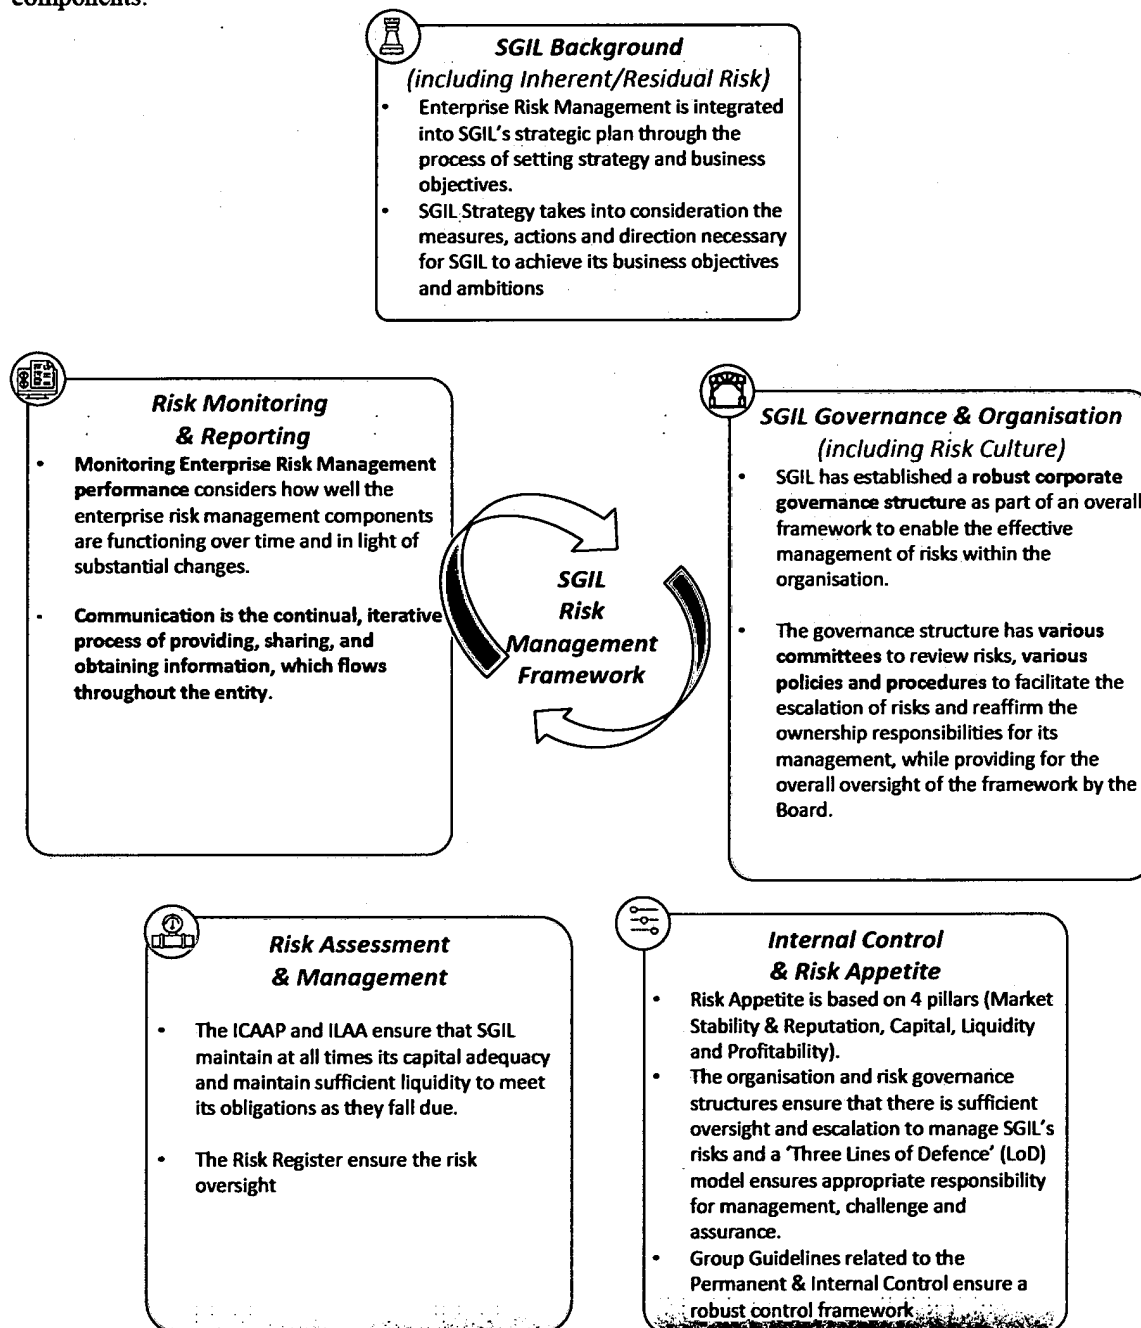 components:
SGIL Background
(including Inherent/Residual Risk)
• Enterprise Risk Management is integrated
into SGIL's strategic plan through the
process of setting strategy and business
objectives.
• SGIL Strategy takes into consideration the
measures, actions and direction necessary
for SGIL to achieve its business objectives
and ambitions
Risk Monitoring
& Reporting
• Monitoring Enterprise Risk Management
performance considers how well the
enterprise risk management components
are functioning over time and in light of
substantial changes.
- Communication is the continual, iterative
process of providing, sharing, and
obtaining information, which flows
throughout the entity.
SGIL
Risk
Management
Framework
SGIL Governance & Organisation
(including Risk Culture)
• SGIL has established a robust corporate
governance structure as part of an overall
framework to enable the effective
management of risks within the
organisation.
• The governance structure has various
committees to review risks, various
policies and procedures to facilitate the
escalation of risks and reaffirm the
ownership responsibilities for its
management, while providing for the
overall oversight of the framework by the
Board.
Risk Assessment
& Management
• The ICAAP and ILAA ensure that SGIL
maintain at all times its capital adequacy
and maintain sufficient liquidity to meet
its obligations as they fall due.
• The Risk Register ensure the risk
oversight
Internal Control
& Risk Appetite
• Risk Appetite is based on 4 pillars (Market
Stability & Reputation, Capital, Liquidity
and Profitability).
• The organisation and risk governance
structures ensure that there is sufficient
oversight and escalation to manage SGIL's
risks and a 'Three Lines of Defence' (LoD)
model ensures appropriate responsibility
for management, challenge and
assurance.
• Group Guidelines related to the
Permanent & Internal Control ensure a
robust control framework